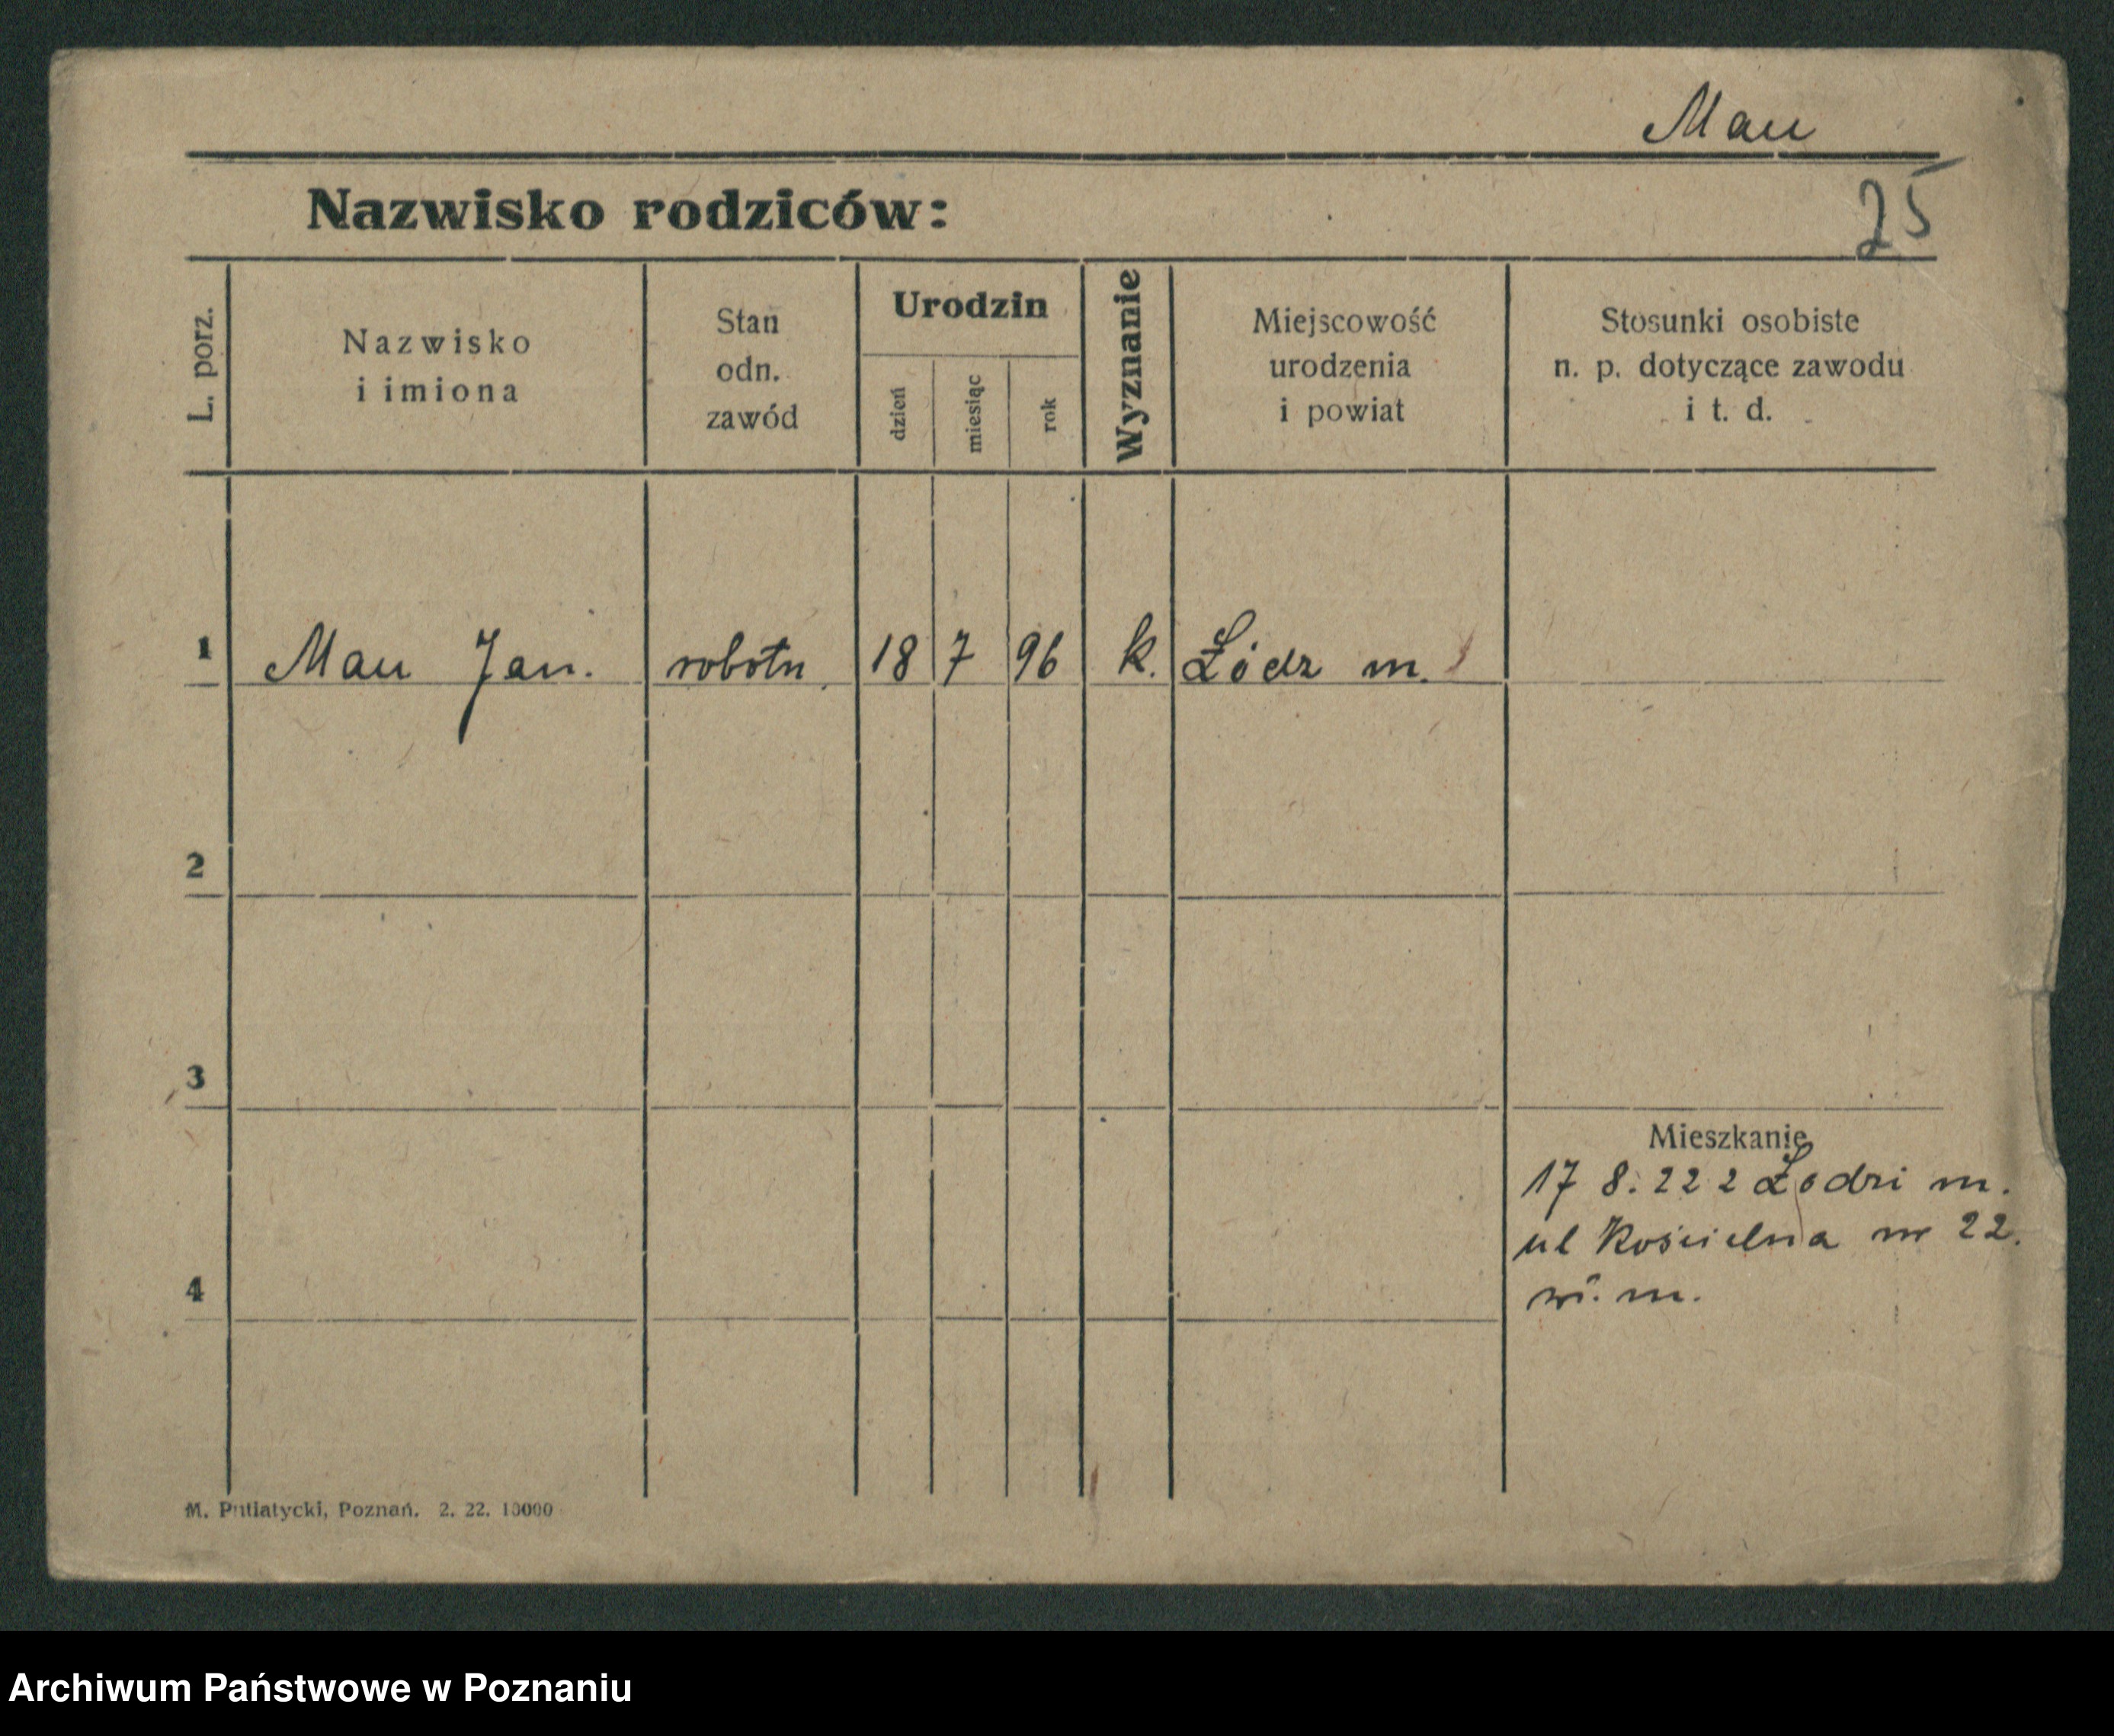 Mau
Nazwisko rodziców:
25
L. porz.
Nazwisko
i imiona
Stan
odn.
zawód
Urodzin
dzień
miesiąc
rok
Wyznanie
Miejscowość
urodzenia
i powiat
Stosunki osobiste
n. p. dotyczące zawodu
i t. d.
1 Mau Jan. robotn. 18 7 96 k. Łódz m.
2
3
Mieszkanie
17 8. 22 z Łodzi m.
ul Kościelna nr 22.
4
M. Putiatycki, Poznań. 2. 22. 10000
Archiwum Państwowe w Poznaniu